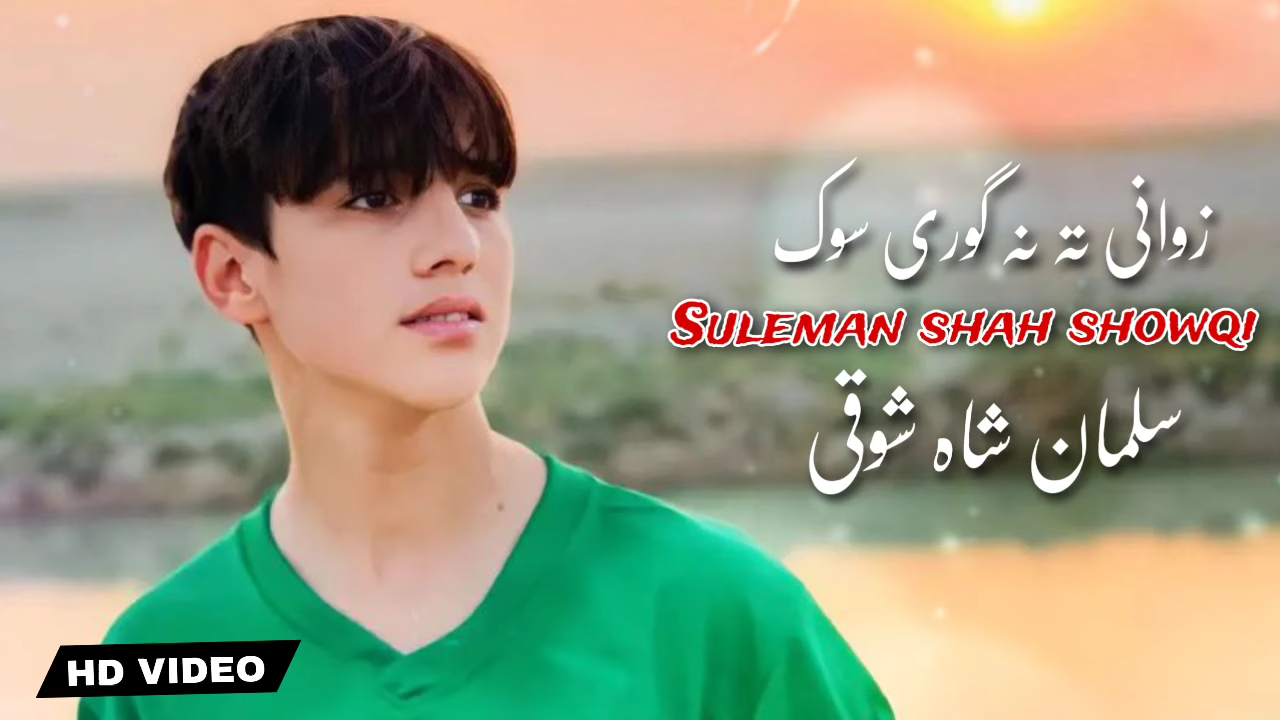 زوانی تہ نہ گوری سوک
SULEMAN SHAH SHOWQI
سلمان شاہ شوقی
HD VIDEO